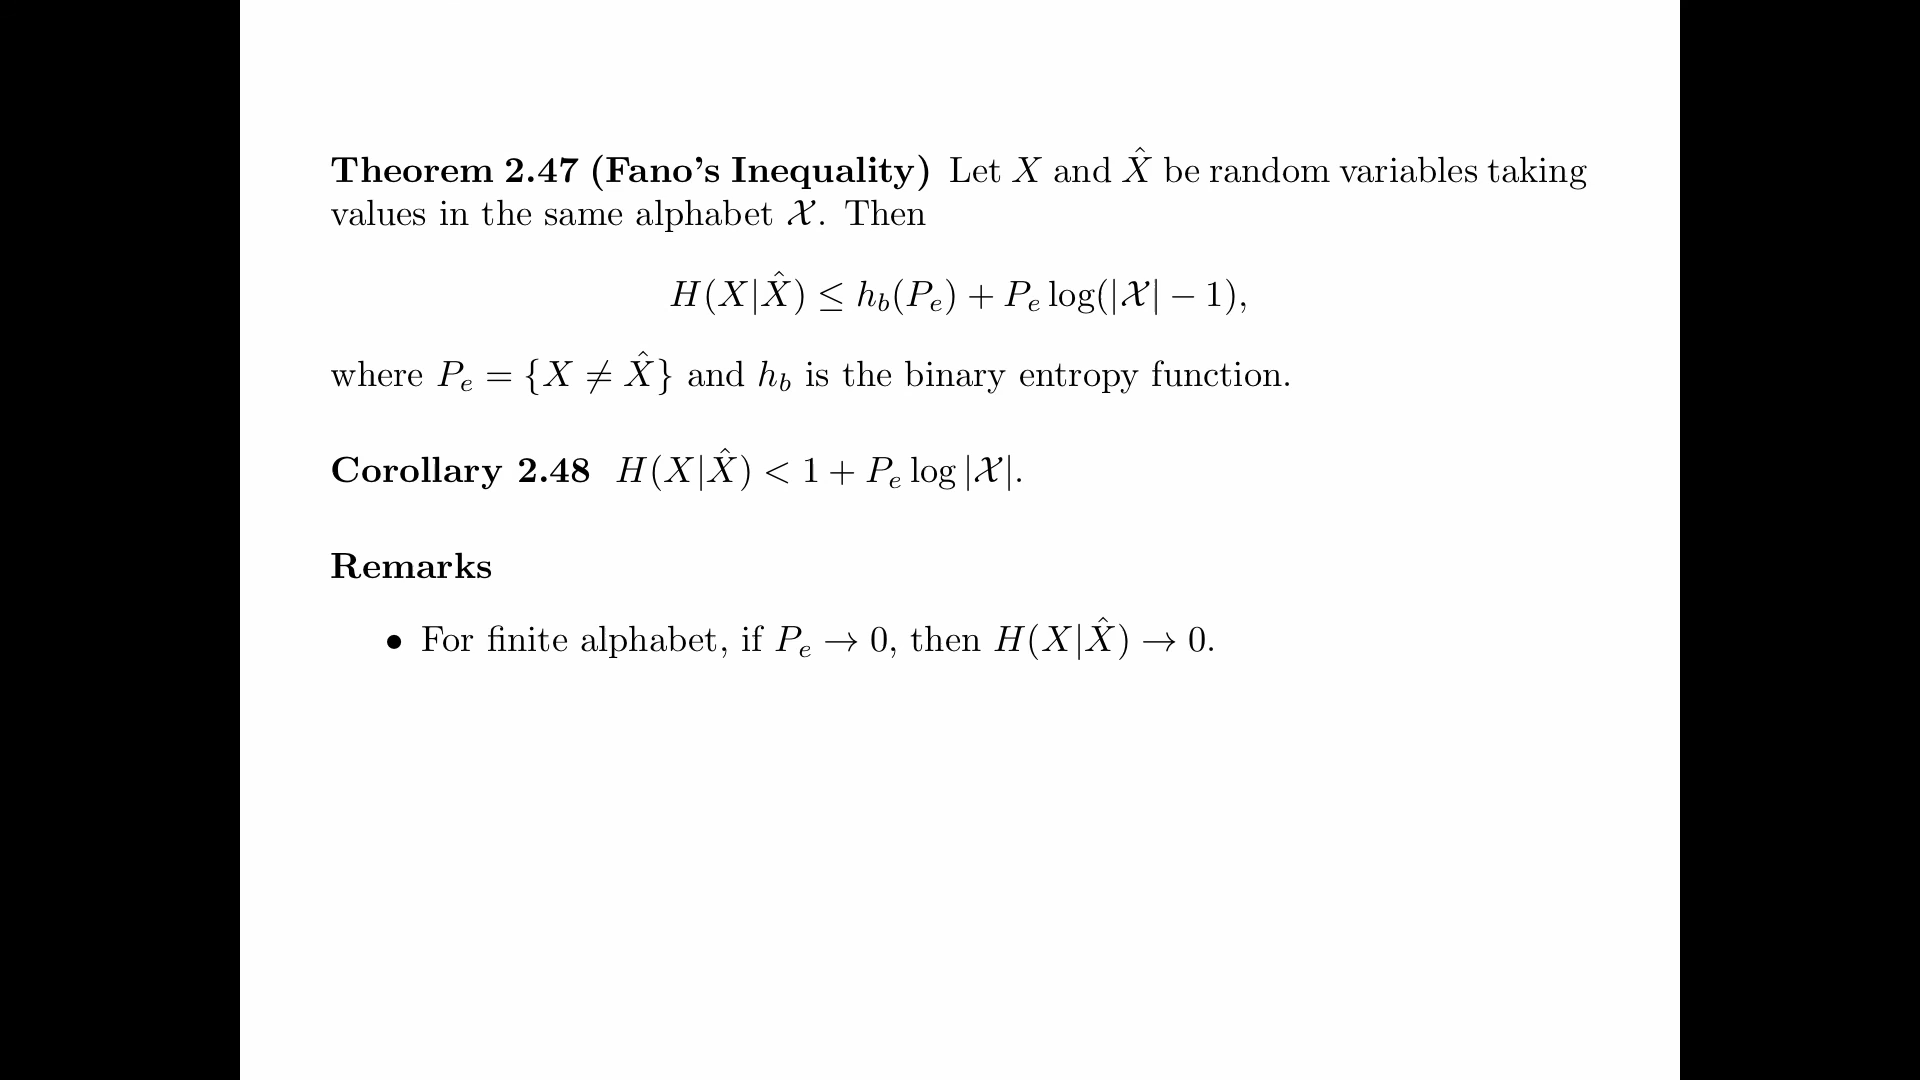 Theorem 2.47 (Fano's Inequality) Let X and X̂ be random variables taking
values in the same alphabet 𝒳. Then
H(X|X̂) ≤ h_b(P_e) + P_e log(|𝒳| − 1),
where P_e = {X ≠ X̂} and h_b is the binary entropy function.
Corollary 2.48 H(X|X̂) < 1 + P_e log |𝒳|.
Remarks
• For finite alphabet, if P_e → 0, then H(X|X̂) → 0.